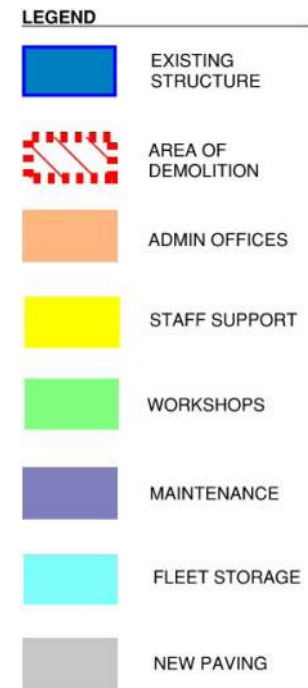 LEGEND
EXISTING
STRUCTURE
AREA OF
DEMOLITION
ADMIN OFFICES
STAFF SUPPORT
WORKSHOPS
MAINTENANCE
FLEET STORAGE
NEW PAVING